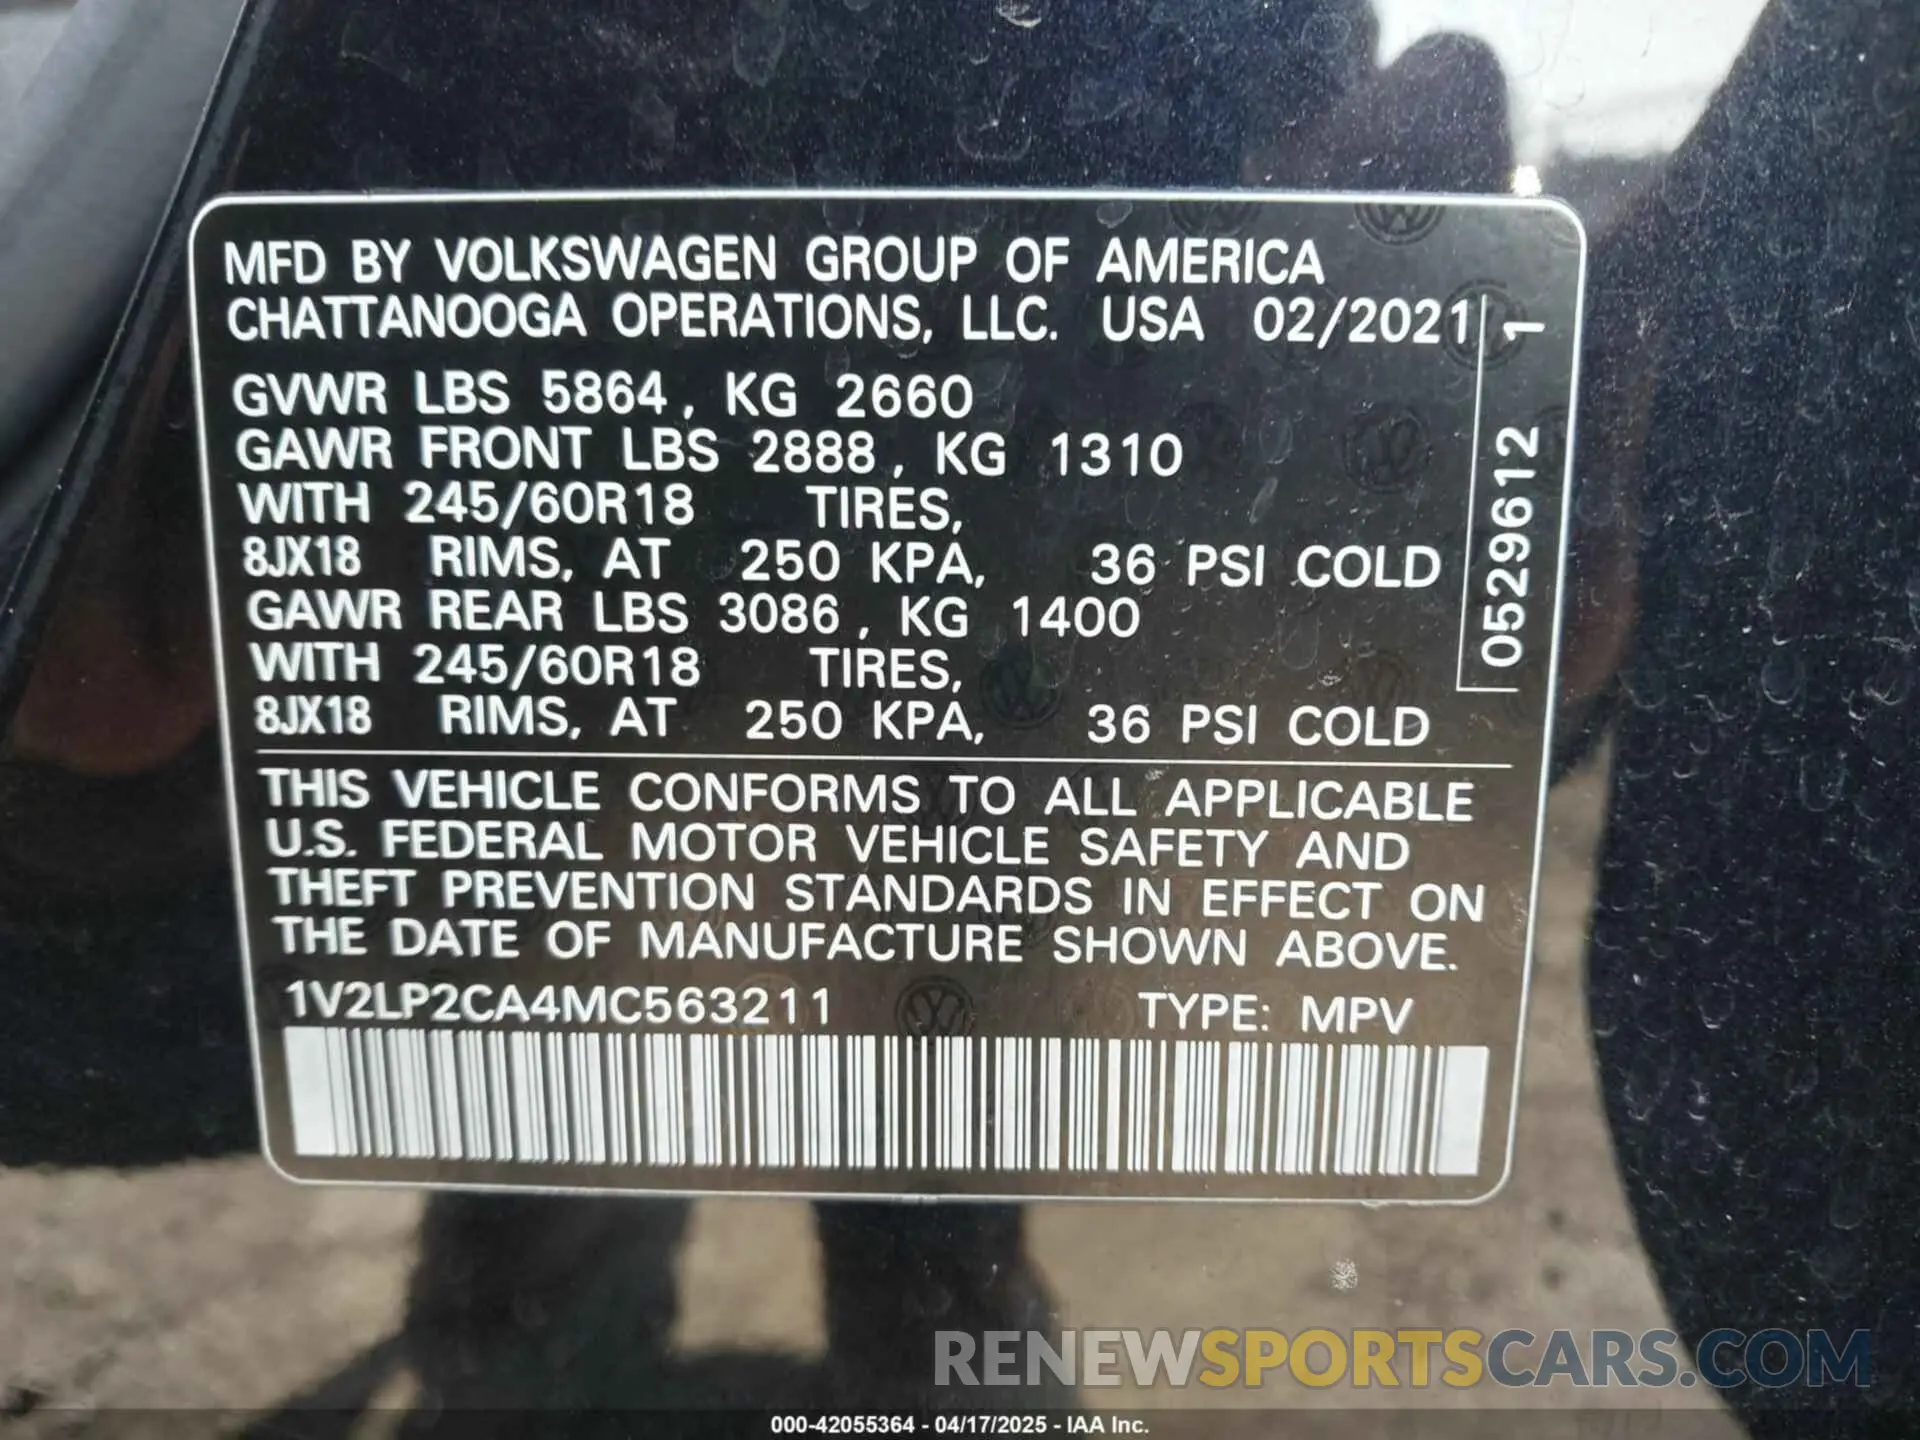 MFD BY VOLKSWAGEN GROUP OF AMERICA
CHATTANOOGA OPERATIONS, LLC. USA 02/2021
GVWR LBS 5864, KG 2660
GAWR FRONT LBS 2888, KG 1310
WITH 245/60R18 TIRES,
8JX18 RIMS, AT 250 KPA, 36 PSI COLD
GAWR REAR LBS 3086, KG 1400
WITH 245/60R18 TIRES,
8JX18 RIMS, AT 250 KPA, 36 PSI COLD
0529612 1
THIS VEHICLE CONFORMS TO ALL APPLICABLE
U.S. FEDERAL MOTOR VEHICLE SAFETY AND
THEFT PREVENTION STANDARDS IN EFFECT ON
THE DATE OF MANUFACTURE SHOWN ABOVE.
1V2LP2CA4MC563211 TYPE: MPV
RENEWSPORTSCARS.COM
000-42055364 - 04/17/2025 - IAA Inc.